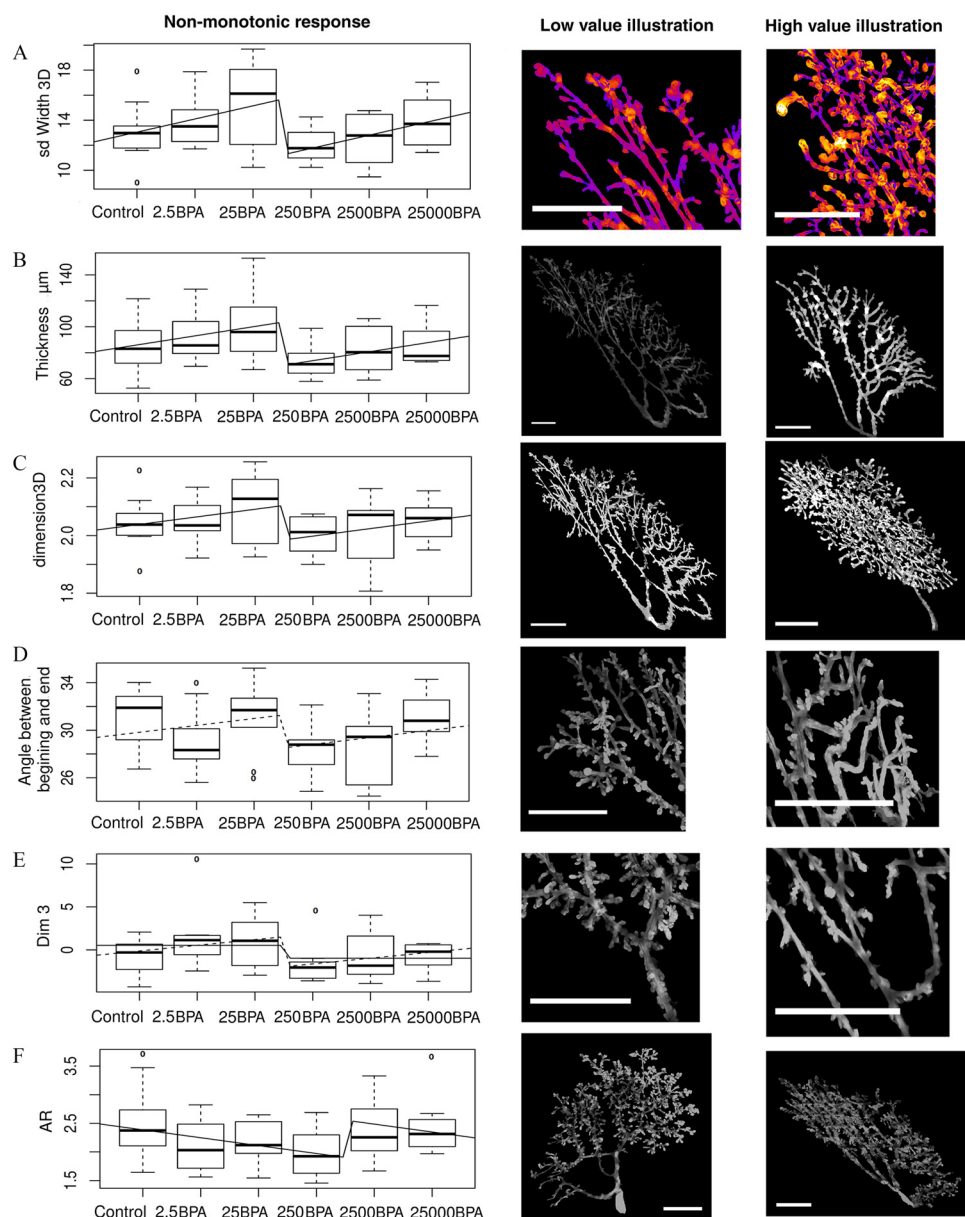 Non-monotonic response
Low value illustration
High value illustration
A
sd Width 3D
10
14
18
Control 2.5BPA 25BPA 250BPA 2500BPA 25000BPA
B
Thickness µm
60
100
140
Control 2.5BPA 25BPA 250BPA 2500BPA 25000BPA
C
dimension3D
1.8
2.0
2.2
Control 2.5BPA 25BPA 250BPA 2500BPA 25000BPA
D
Angle between
begining and end
26
30
34
Control 2.5BPA 25BPA 250BPA 2500BPA 25000BPA
E
Dim 3
0
5
10
Control 2.5BPA 25BPA 250BPA 2500BPA 25000BPA
F
AR
1.5
2.5
3.5
Control 2.5BPA 25BPA 250BPA 2500BPA 25000BPA